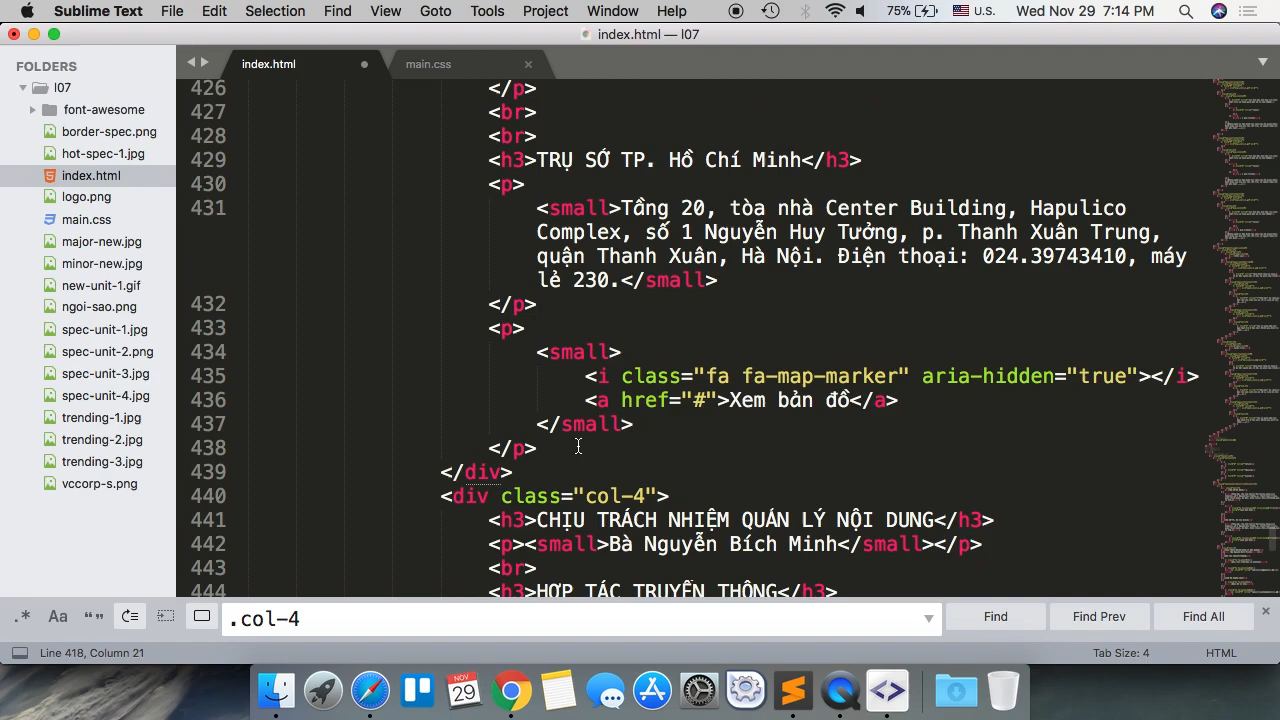 Sublime Text File Edit Selection Find View Goto Tools Project Window Help 75% U.S. Wed Nov 29 7:14 PM
index.html — l07
FOLDERS
l07
font-awesome
border-spec.png
hot-spec-1.jpg
index.html
logo.png
main.css
major-new.jpg
minor-new.jpg
new-unit-1.gif
ngoi-sao.png
spec-unit-1.jpg
spec-unit-2.png
spec-unit-3.jpg
spec-unit-4.jpg
trending-1.jpg
trending-2.jpg
trending-3.jpg
vccorp-s.png
index.html main.css
426 </p>
427 <br>
428 <br>
429 <h3>TRỤ SỞ TP. Hồ Chí Minh</h3>
430 <p>
431 <small>Tầng 20, tòa nhà Center Building, Hapulico
Complex, số 1 Nguyễn Huy Tưởng, p. Thanh Xuân Trung,
quận Thanh Xuân, Hà Nội. Điện thoại: 024.39743410, máy
lẻ 230.</small>
432 </p>
433 <p>
434 <small>
435 <i class="fa fa-map-marker" aria-hidden="true"></i>
436 <a href="#">Xem bản đồ</a>
437 </small>
438 </p>
439 </div>
440 <div class="col-4">
441 <h3>CHỊU TRÁCH NHIỆM QUẢN LÝ NỘI DUNG</h3>
442 <p><small>Bà Nguyễn Bích Minh</small></p>
443 <br>
444 <h3>HỢP TÁC TRUYỀN THÔNG</h3>
.* Aa “” .col-4 Find Find Prev Find All
Line 418, Column 21 Tab Size: 4 HTML
NOV
29